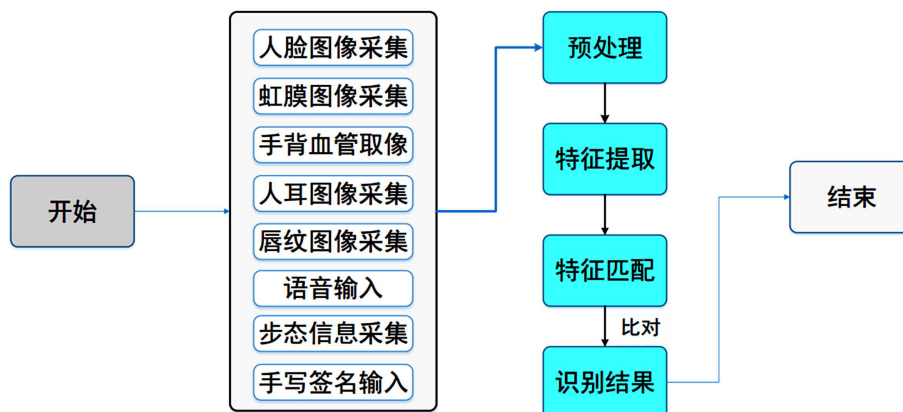 开始
人脸图像采集
虹膜图像采集
手背血管取像
人耳图像采集
唇纹图像采集
语音输入
步态信息采集
手写签名输入
预处理
特征提取
特征匹配
比对
识别结果
结束